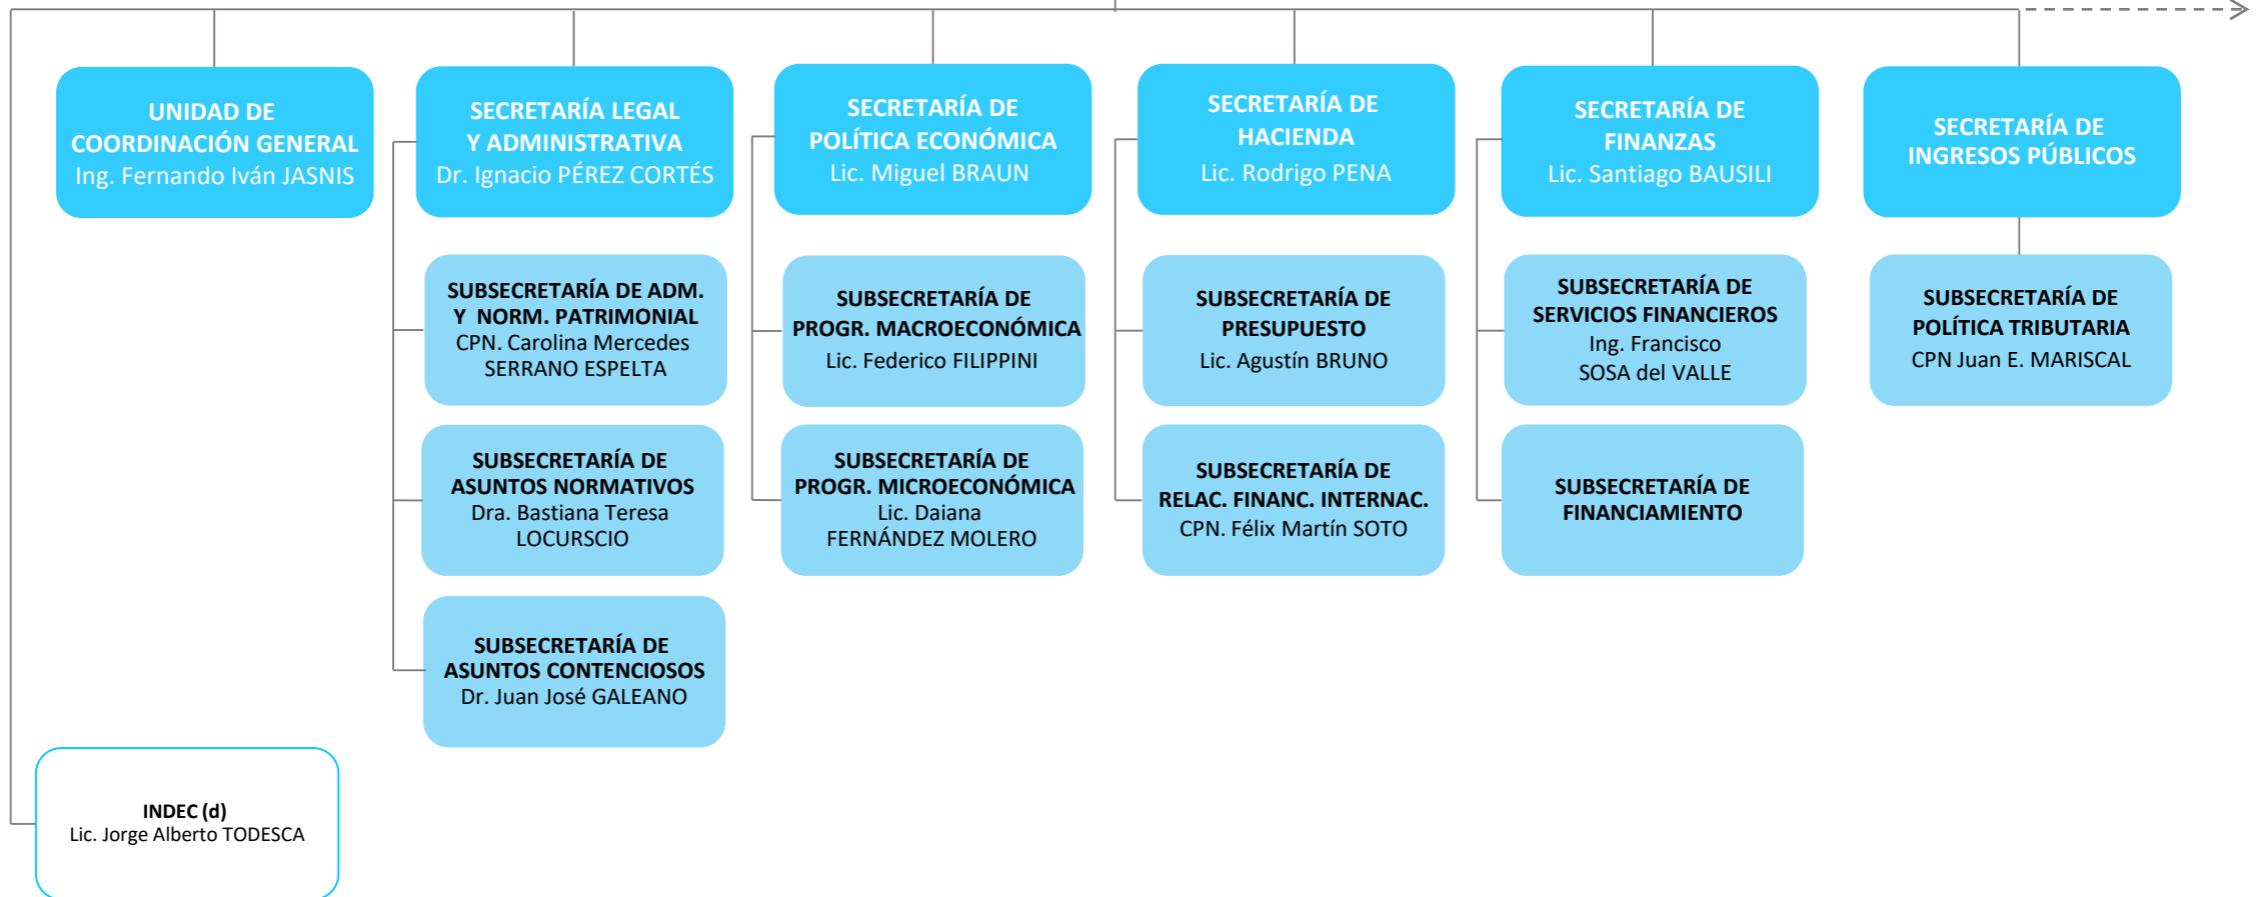 UNIDAD DE
COORDINACIÓN GENERAL
Ing. Fernando Iván JASNIS
SECRETARÍA LEGAL
Y ADMINISTRATIVA
Dr. Ignacio PÉREZ CORTÉS
SECRETARÍA DE
POLÍTICA ECONÓMICA
Lic. Miguel BRAUN
SECRETARÍA DE
HACIENDA
Lic. Rodrigo PENA
SECRETARÍA DE
FINANZAS
Lic. Santiago BAUSILI
SECRETARÍA DE
INGRESOS PÚBLICOS
SUBSECRETARÍA DE ADM.
Y NORM. PATRIMONIAL
CPN. Carolina Mercedes
SERRANO ESPELTA
SUBSECRETARÍA DE
PROGR. MACROECONÓMICA
Lic. Federico FILIPPINI
SUBSECRETARÍA DE
PRESUPUESTO
Lic. Agustín BRUNO
SUBSECRETARÍA DE
SERVICIOS FINANCIEROS
Ing. Francisco
SOSA del VALLE
SUBSECRETARÍA DE
POLÍTICA TRIBUTARIA
CPN Juan E. MARISCAL
SUBSECRETARÍA DE
ASUNTOS NORMATIVOS
Dra. Bastiana Teresa
LOCURSCIO
SUBSECRETARÍA DE
PROGR. MICROECONÓMICA
Lic. Daiana
FERNÁNDEZ MOLERO
SUBSECRETARÍA DE
RELAC. FINANC. INTERNAC.
CPN. Félix Martín SOTO
SUBSECRETARÍA DE
FINANCIAMIENTO
SUBSECRETARÍA DE
ASUNTOS CONTENCIOSOS
Dr. Juan José GALEANO
INDEC (d)
Lic. Jorge Alberto TODESCA